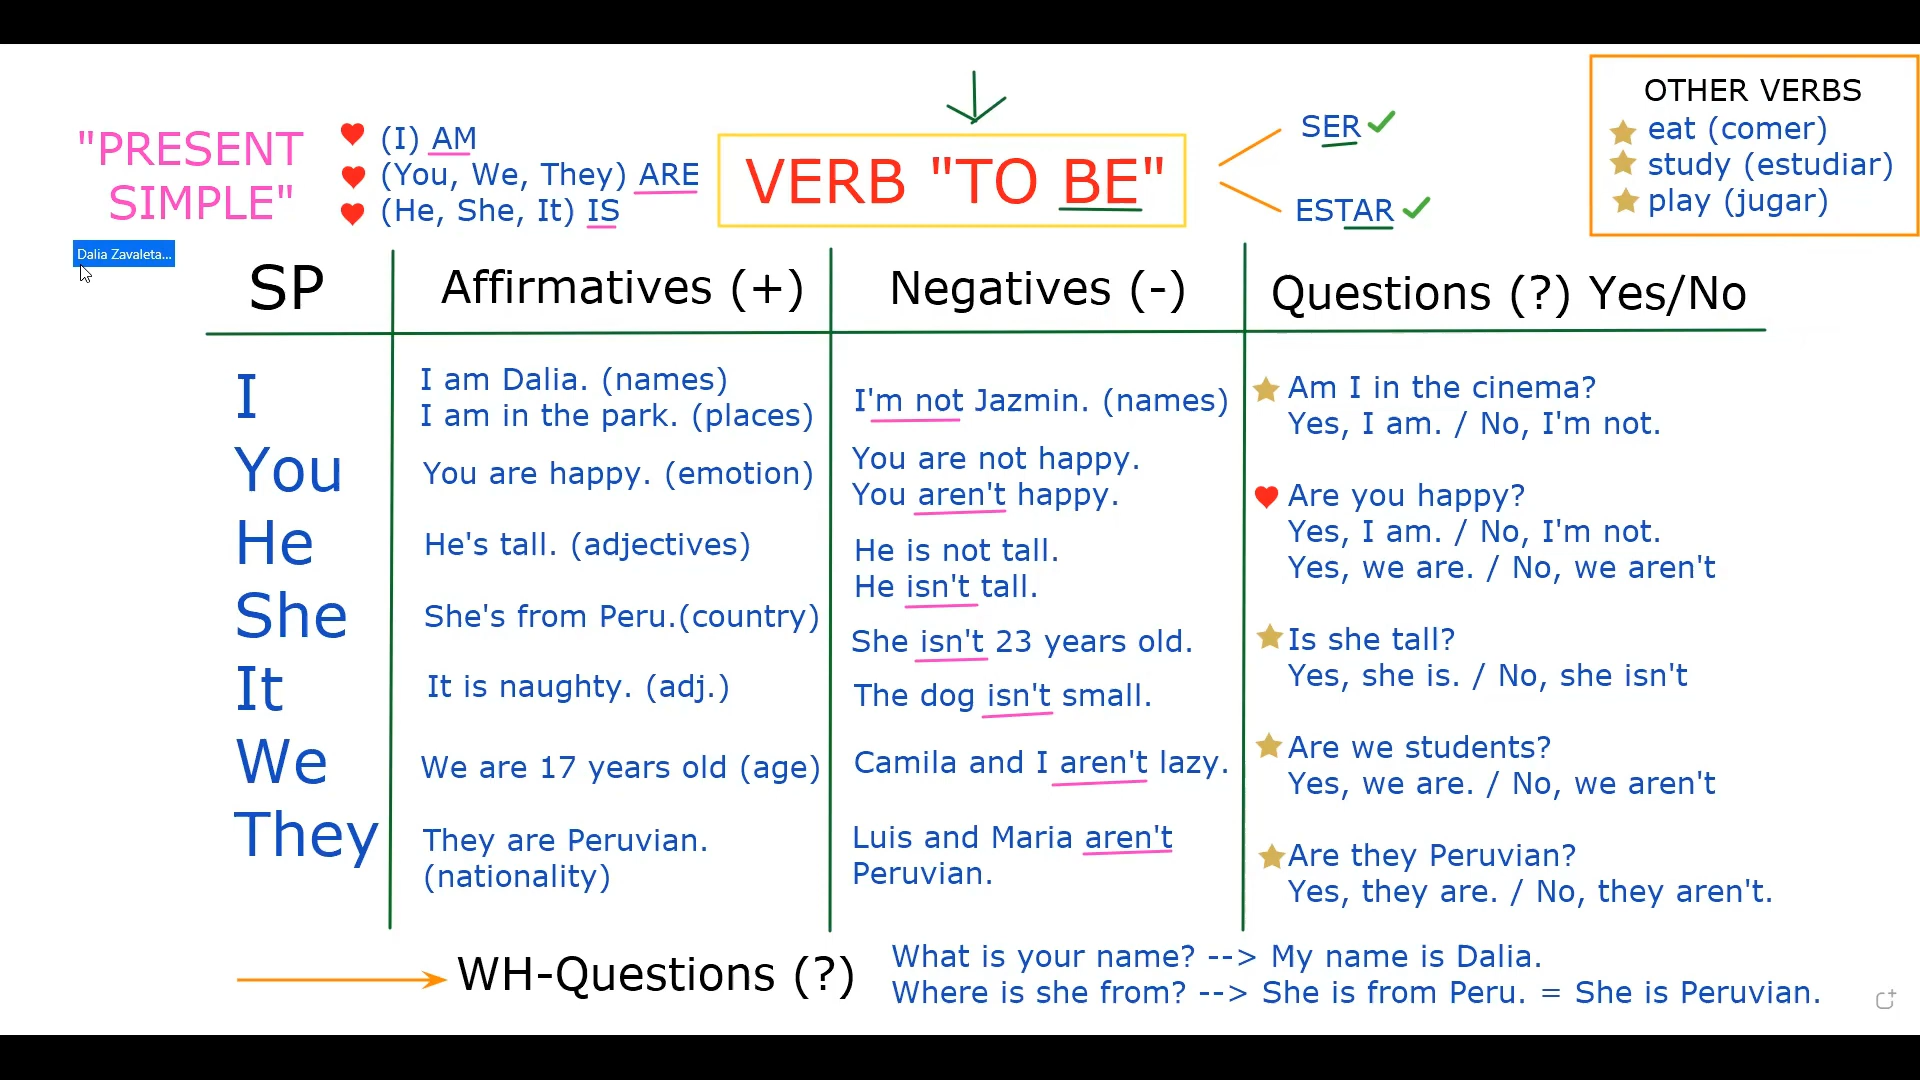 "PRESENT
SIMPLE"
(I) AM
(You, We, They) ARE
(He, She, It) IS
VERB "TO BE"
SER
ESTAR
OTHER VERBS
eat (comer)
study (estudiar)
play (jugar)
Dalia Zavaleta...
SP
Affirmatives (+)
Negatives (-)
Questions (?) Yes/No
I
You
He
She
It
We
They
I am Dalia. (names)
I am in the park. (places)
You are happy. (emotion)
He's tall. (adjectives)
She's from Peru.(country)
It is naughty. (adj.)
We are 17 years old (age)
They are Peruvian.
(nationality)
I'm not Jazmin. (names)
You are not happy.
You aren't happy.
He is not tall.
He isn't tall.
She isn't 23 years old.
The dog isn't small.
Camila and I aren't lazy.
Luis and Maria aren't
Peruvian.
Am I in the cinema?
Yes, I am. / No, I'm not.
Are you happy?
Yes, I am. / No, I'm not.
Yes, we are. / No, we aren't
Is she tall?
Yes, she is. / No, she isn't
Are we students?
Yes, we are. / No, we aren't
Are they Peruvian?
Yes, they are. / No, they aren't.
WH-Questions (?)
What is your name? --> My name is Dalia.
Where is she from? --> She is from Peru. = She is Peruvian.